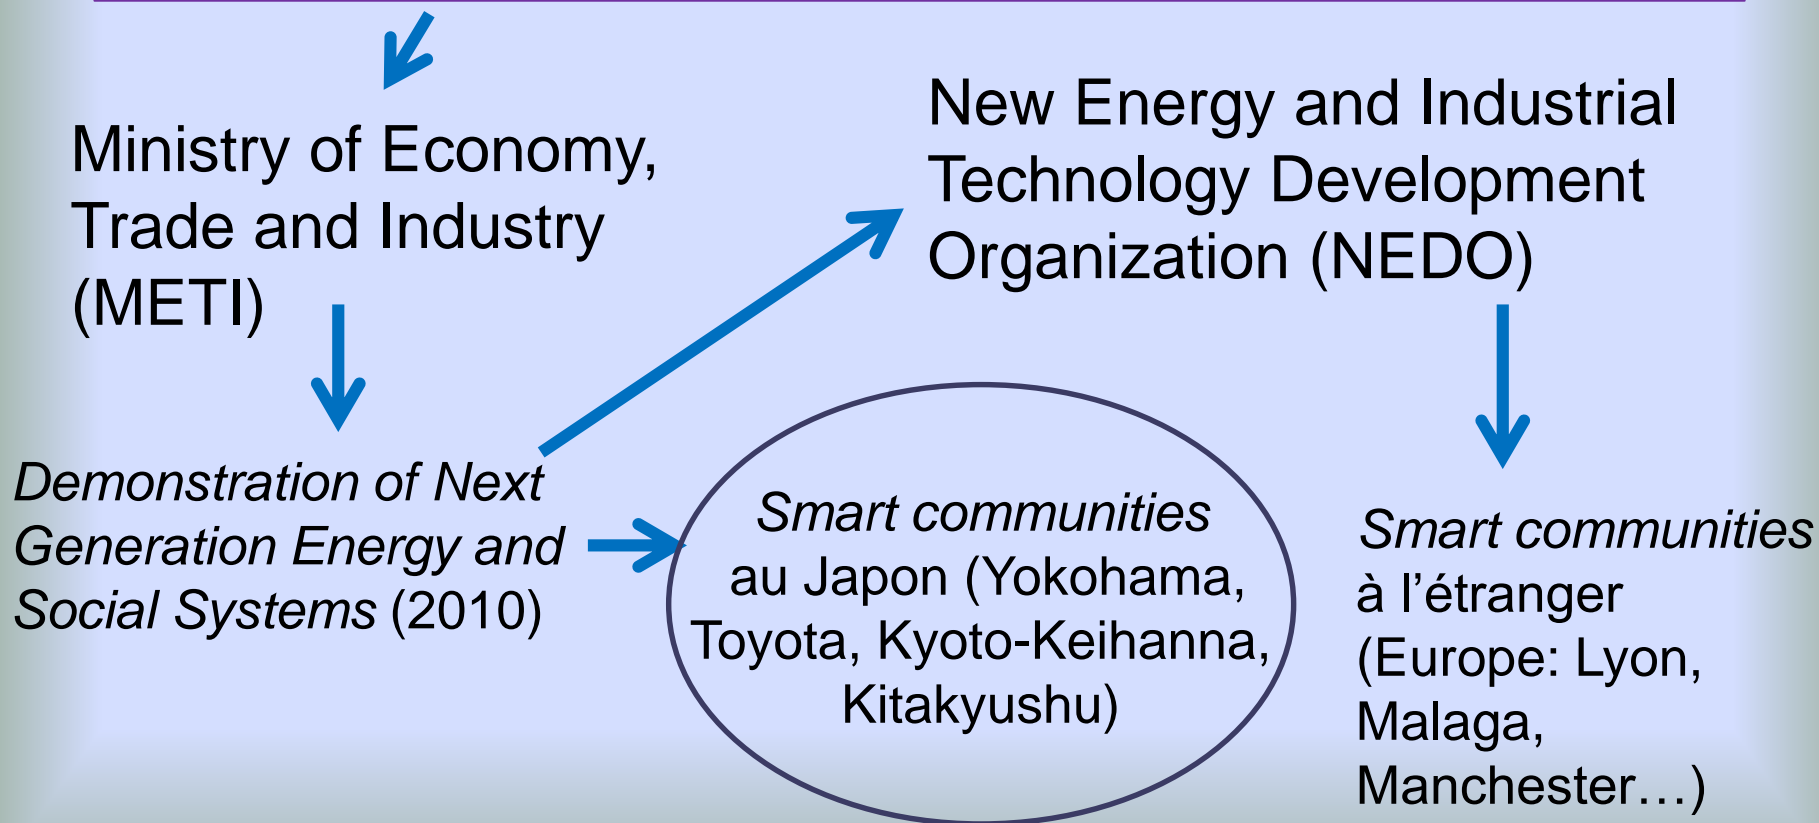 Ministry of Economy,
Trade and Industry
(METI)
New Energy and Industrial
Technology Development
Organization (NEDO)
Demonstration of Next
Generation Energy and
Social Systems (2010)
Smart communities
au Japon (Yokohama,
Toyota, Kyoto-Keihanna,
Kitakyushu)
Smart communities
à l’étranger
(Europe: Lyon,
Malaga,
Manchester…)